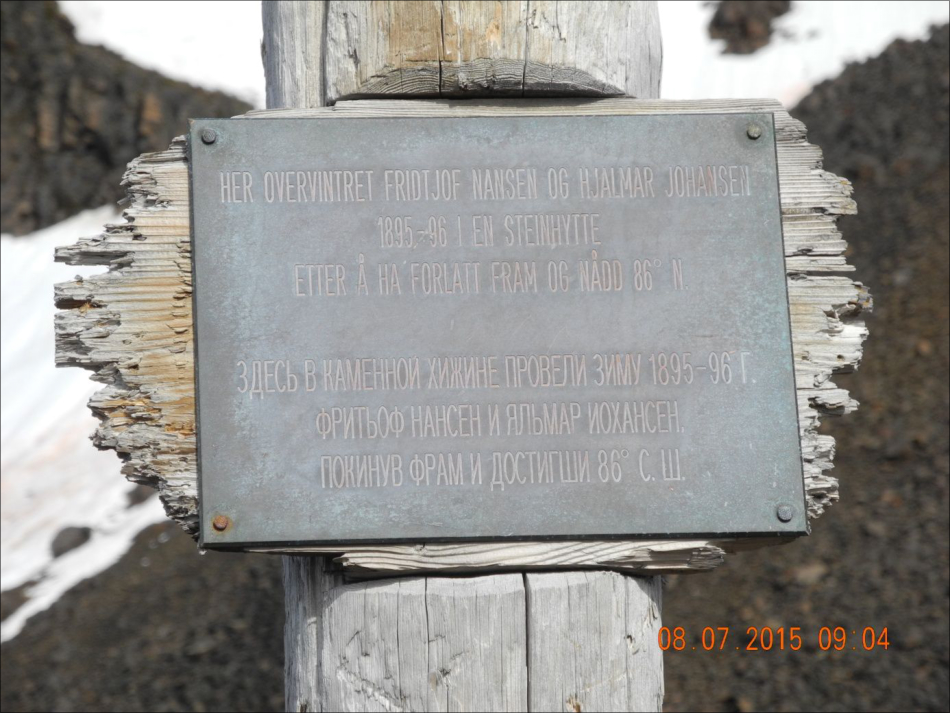 HER OVERVINTRET FRIDTJOF NANSEN OG HJALMAR JOHANSEN
1895-96 I EN STEINHYTTE
ETTER Å HA FORLATT FRAM OG NÅDD 86° N.
ЗДЕСЬ В КАМЕННОЙ ХИЖИНЕ ПРОВЕЛИ ЗИМУ 1895-96 Г.
ФРИТЬОФ НАНСЕН И ЯЛЬМАР ИОХАНСЕН.
ПОКИНУВ ФРАМ И ДОСТИГШИ 86° С. Ш.
08.07.2015 09:04